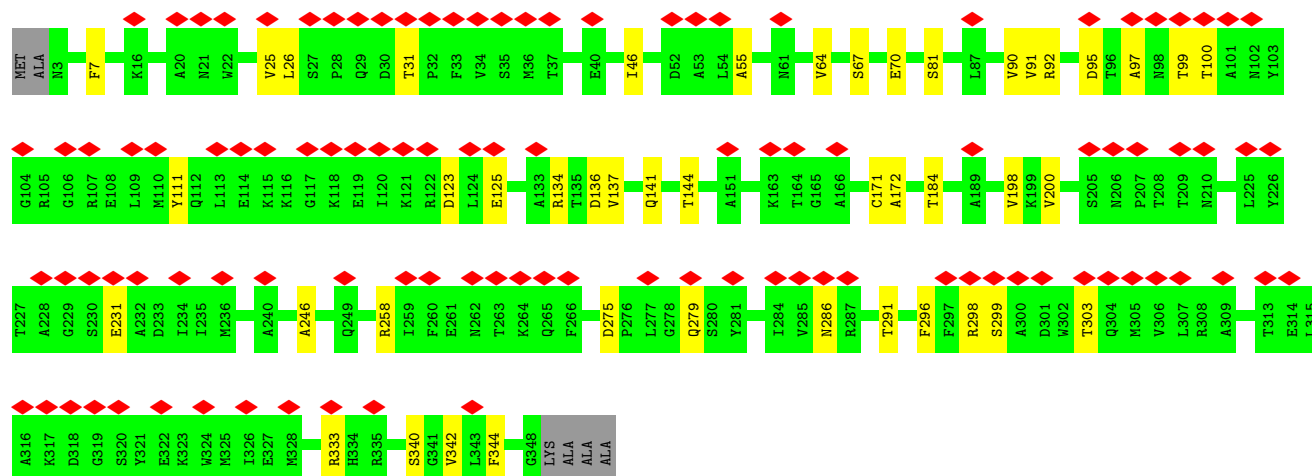 MET ALA N3 F7 K16 A20 N21 W22 V25 L26 S27 P28 Q29 D30 T31 P32 F33 V34 S35 M36 T37 E40 I46 D52 A53 L54 A55 N61 V64 S67 E70 S81 L87 V90 V91 R92 D95 T96 A97 N98 T99 T100 A101 N102 Y103
G104 R105 G106 R107 E108 L109 M110 Y111 Q112 L113 E114 K115 K116 G117 K118 E119 I120 K121 R122 D123 L124 E125 A133 R134 T135 D136 V137 Q141 T144 A151 K163 T164 G165 A166 C171 A172 T184 A189 V198 K199 V200 S205 N206 P207 T208 T209 N210 L225 Y226
T227 A228 G229 S230 E231 A232 D233 I234 I235 M236 A240 A246 Q249 R258 I259 F260 E261 N262 T263 K264 Q265 F266 D275 P276 L277 G278 Q279 S280 Y281 I284 V285 N286 R287 T291 F296 F297 R298 S299 A300 D301 W302 T303 Q304 M305 V306 L307 R308 A309 T313 E314 L315
A316 K317 D318 G319 S320 Y321 E322 K323 W324 M325 I326 E327 M328 R333 H334 R335 S340 G341 V342 L343 F344 G348 LYS ALA ALA ALA